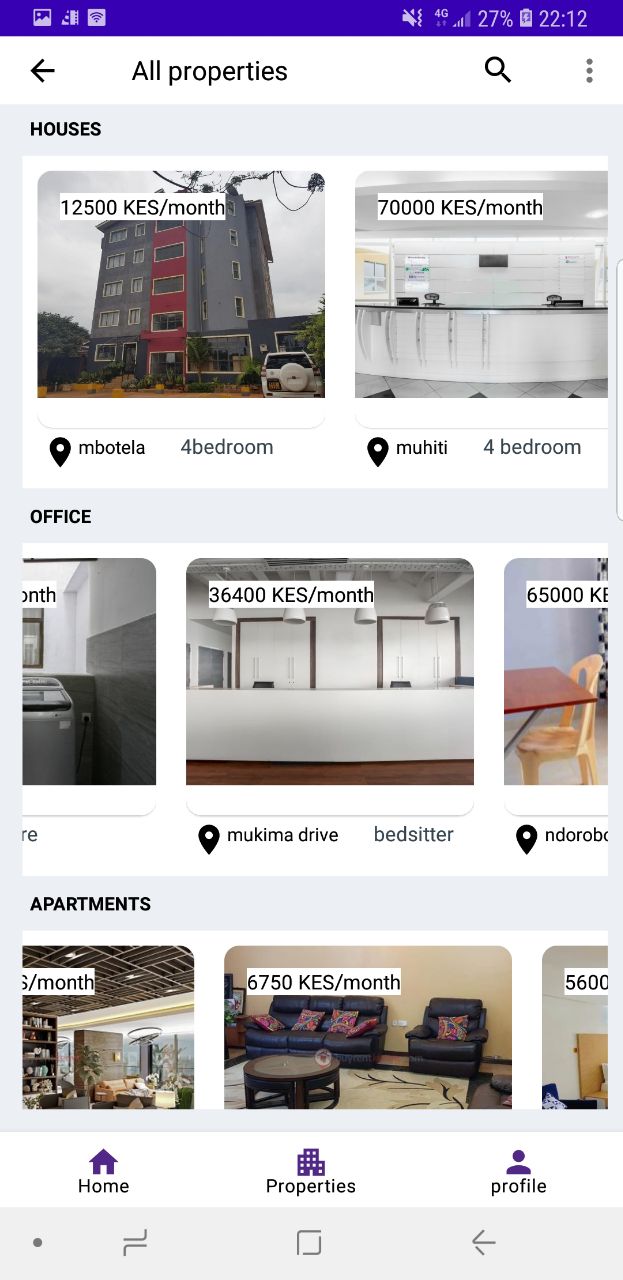 4G 27% 22:12
All properties
HOUSES
12500 KES/month
70000 KES/month
mbotela 4bedroom
muhiti 4 bedroom
OFFICE
onth
36400 KES/month
65000 KE
re
mukima drive bedsitter
ndorobo
APARTMENTS
S/month
6750 KES/month
5600
Home
Properties
profile